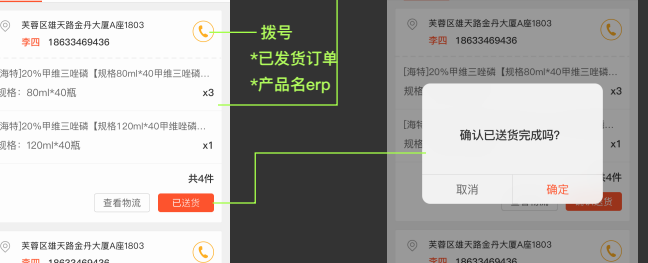 芙蓉区雄天路金丹大厦A座1803
李四 18633469436
[海特]20%甲维三唑磷【规格80ml*40甲维三唑磷...
规格：80ml*40瓶 x3
[海特]20%甲维三唑磷【规格120ml*40甲维唑磷...
规格：120ml*40瓶 x1
共4件
查看物流 已送货
芙蓉区雄天路金丹大厦A座1803
李四 18633469436
拨号
*已发货订单
*产品名erp
芙蓉区雄天路金丹大厦A座1803
李四 18633469436
[海特]20%甲维三唑磷【规格80ml*40甲维三唑磷...
规格 x3
[海特
规格 x1
确认已送货完成吗?
取消 确定
共4件
查看物流
芙蓉区雄天路金丹大厦A座1803
李四 18633469436